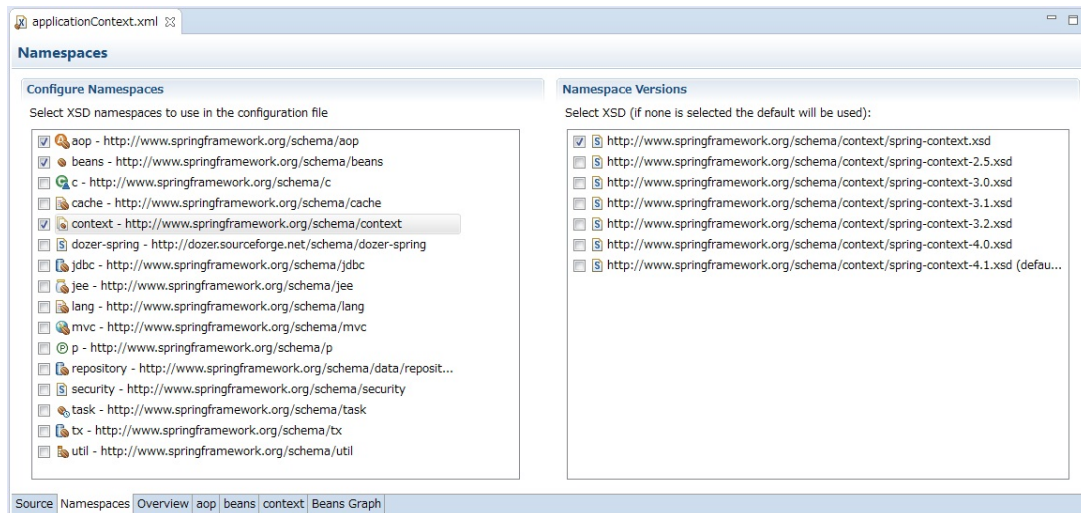 applicationContext.xml
Namespaces
Configure Namespaces
Select XSD namespaces to use in the configuration file
aop - http://www.springframework.org/schema/aop
beans - http://www.springframework.org/schema/beans
c - http://www.springframework.org/schema/c
cache - http://www.springframework.org/schema/cache
context - http://www.springframework.org/schema/context
dozer-spring - http://dozer.sourceforge.net/schema/dozer-spring
jdbc - http://www.springframework.org/schema/jdbc
jee - http://www.springframework.org/schema/jee
lang - http://www.springframework.org/schema/lang
mvc - http://www.springframework.org/schema/mvc
p - http://www.springframework.org/schema/p
repository - http://www.springframework.org/schema/data/reposit...
security - http://www.springframework.org/schema/security
task - http://www.springframework.org/schema/task
tx - http://www.springframework.org/schema/tx
util - http://www.springframework.org/schema/util
Namespace Versions
Select XSD (if none is selected the default will be used):
http://www.springframework.org/schema/context/spring-context.xsd
http://www.springframework.org/schema/context/spring-context-2.5.xsd
http://www.springframework.org/schema/context/spring-context-3.0.xsd
http://www.springframework.org/schema/context/spring-context-3.1.xsd
http://www.springframework.org/schema/context/spring-context-3.2.xsd
http://www.springframework.org/schema/context/spring-context-4.0.xsd
http://www.springframework.org/schema/context/spring-context-4.1.xsd (defau...
Source Namespaces Overview aop beans context Beans Graph